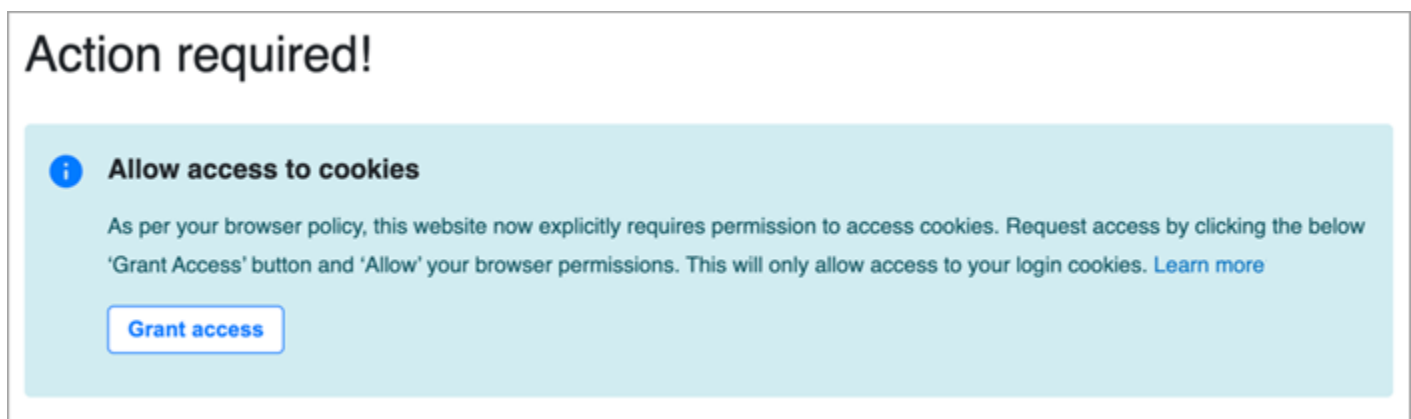 Action required!
Allow access to cookies
As per your browser policy, this website now explicitly requires permission to access cookies. Request access by clicking the below
‘Grant Access’ button and ‘Allow’ your browser permissions. This will only allow access to your login cookies. Learn more
Grant access